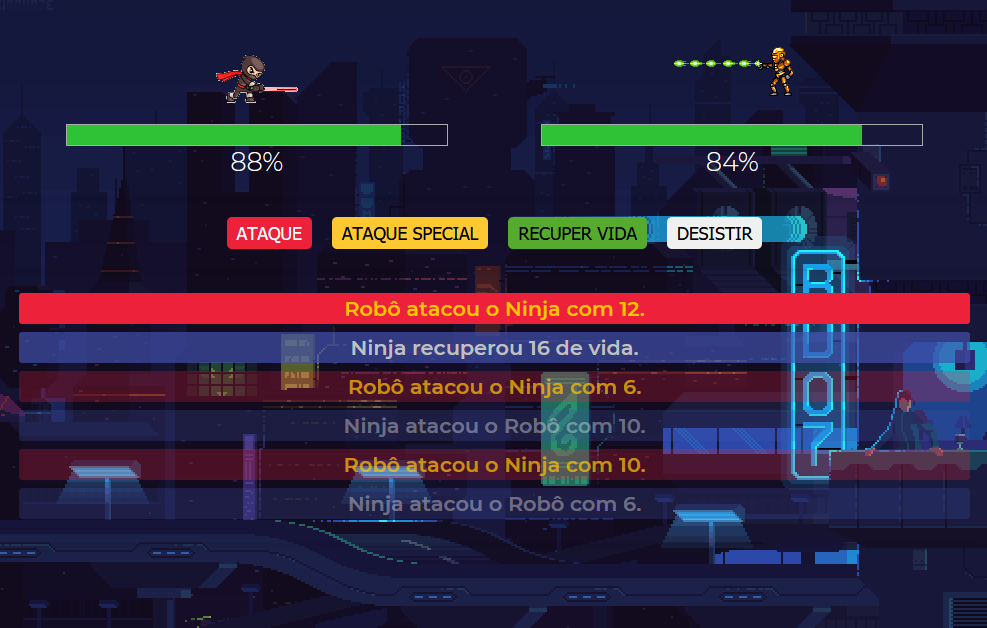 88%
84%
ATAQUE
ATAQUE SPECIAL
RECUPER VIDA
DESISTIR
Robô atacou o Ninja com 12.
Ninja recuperou 16 de vida.
Robô atacou o Ninja com 6.
Ninja atacou o Robô com 10.
Robô atacou o Ninja com 10.
Ninja atacou o Robô com 6.